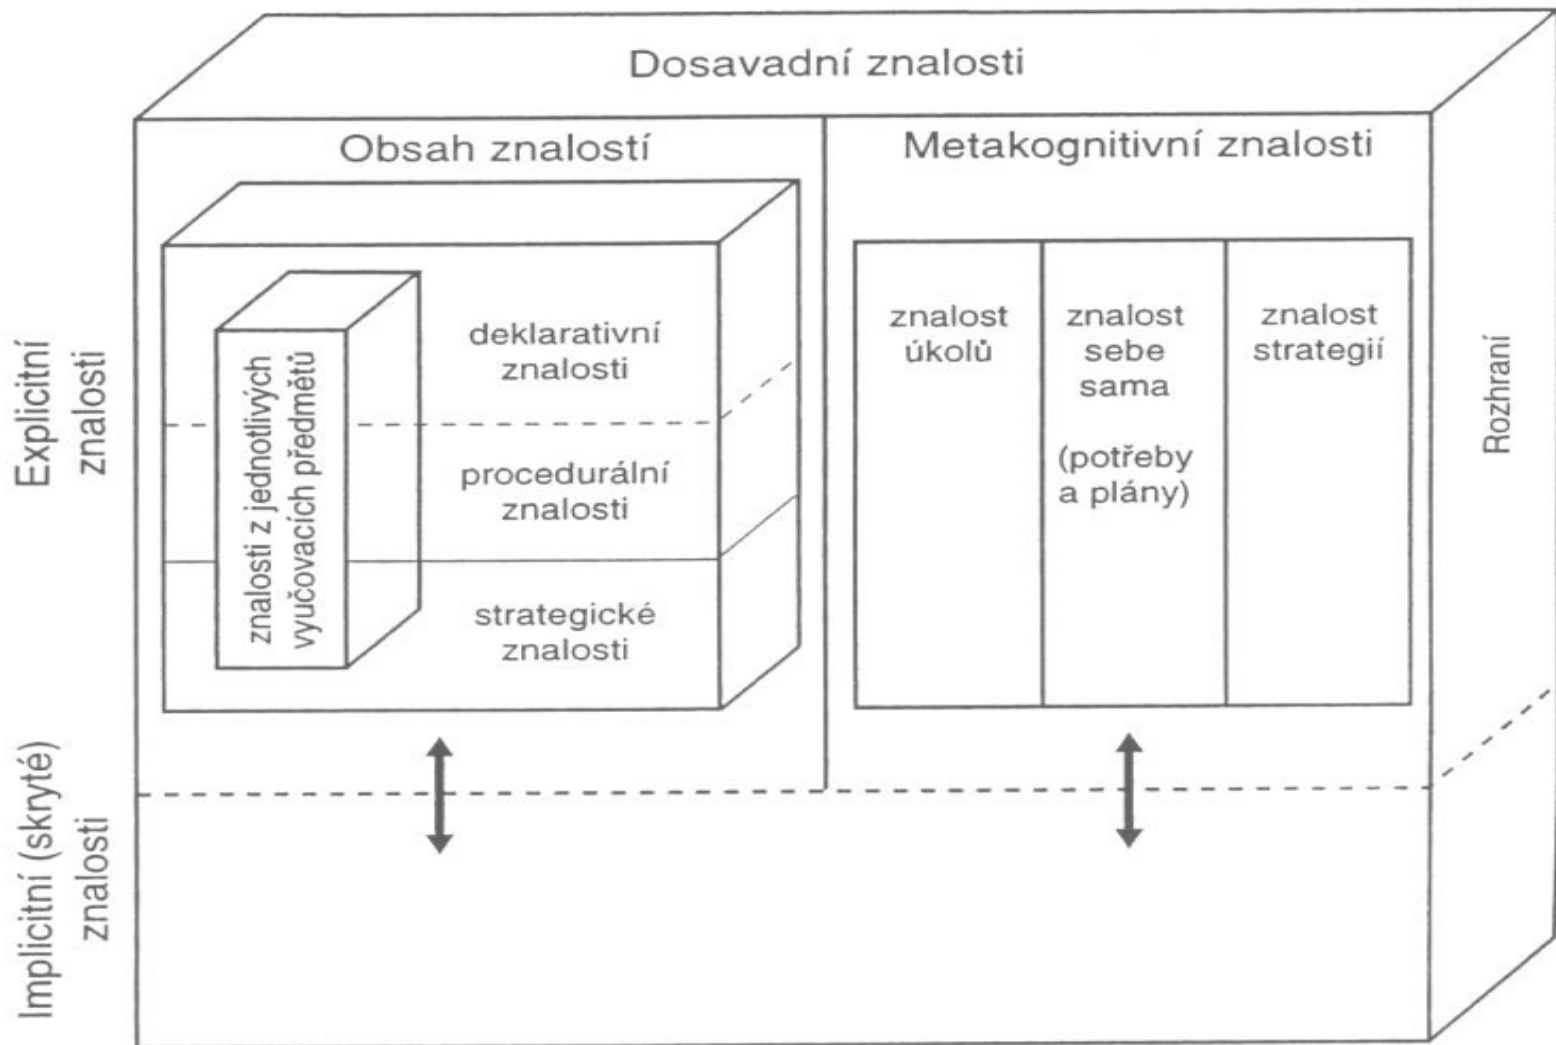 Dosavadní znalosti
Obsah znalostí
Metakognitivní znalosti
Explicitní
znalosti
znalosti z jednotlivých
vyučovacích předmětů
deklarativní
znalosti
procedurální
znalosti
strategické
znalosti
znalost
úkolů
znalost
sebe
sama
(potřeby
a plány)
znalost
strategií
Rozhraní
Implicitní (skryté)
znalosti